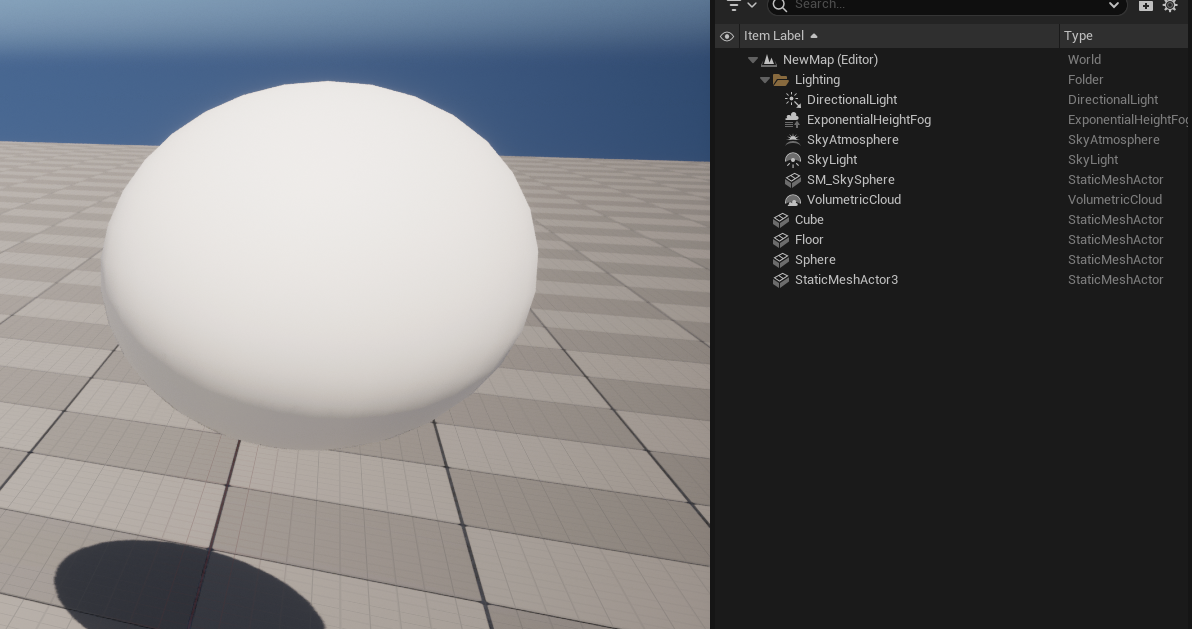 Search...
Item Label Type
NewMap (Editor) World
Lighting Folder
DirectionalLight DirectionalLight
ExponentialHeightFog ExponentialHeightFog
SkyAtmosphere SkyAtmosphere
SkyLight SkyLight
SM_SkySphere StaticMeshActor
VolumetricCloud VolumetricCloud
Cube StaticMeshActor
Floor StaticMeshActor
Sphere StaticMeshActor
StaticMeshActor3 StaticMeshActor